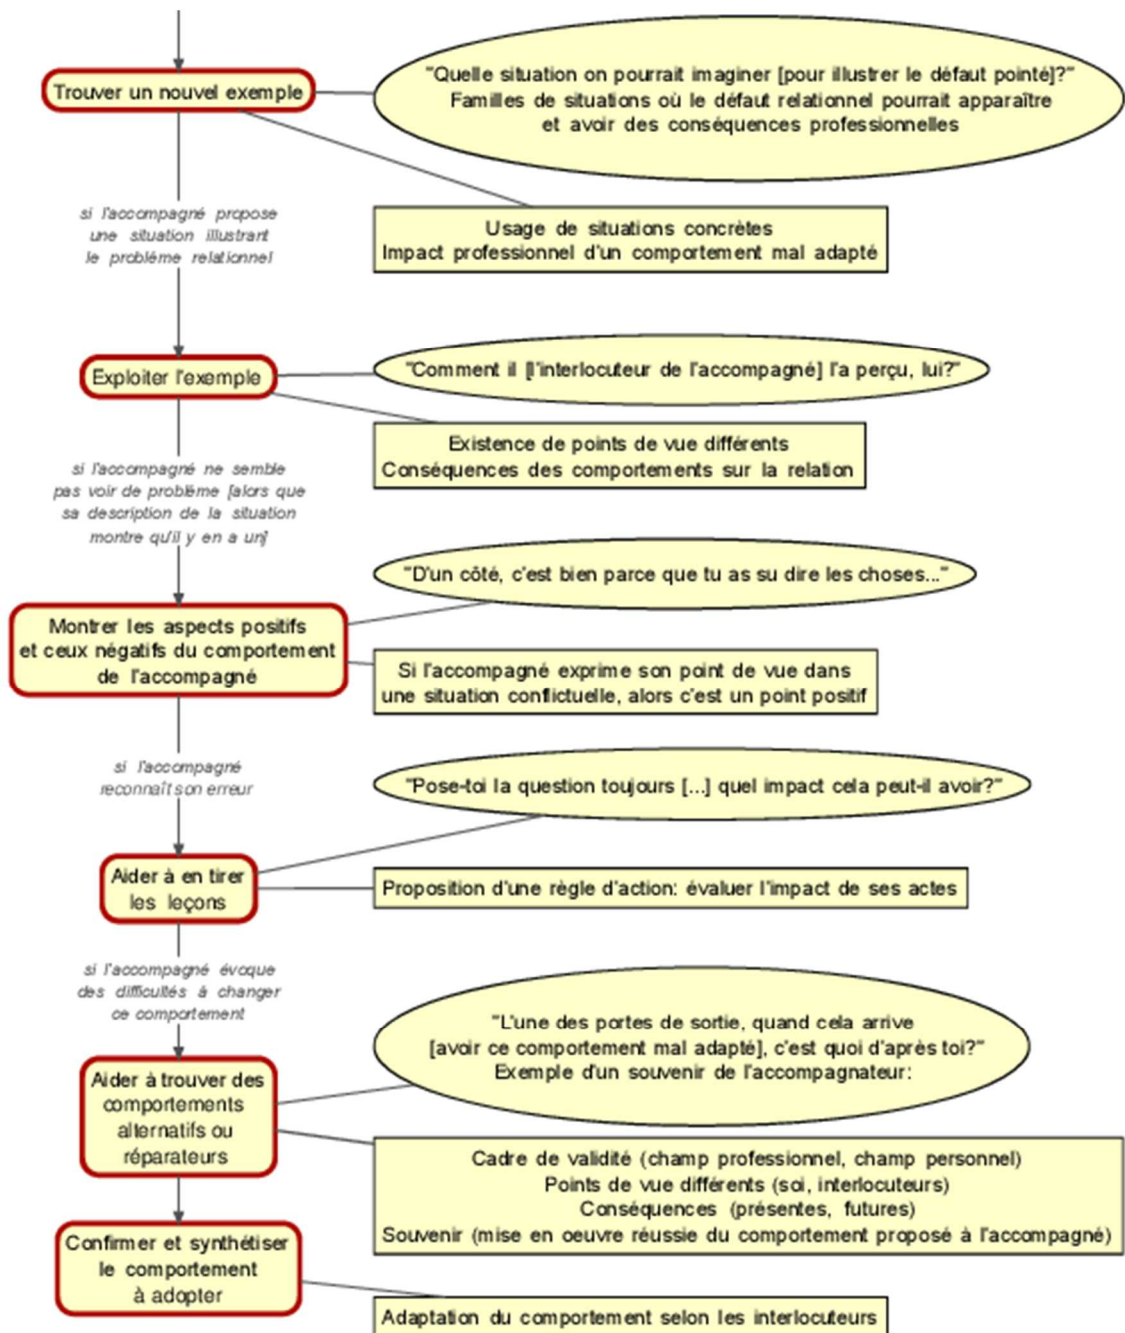 Trouver un nouvel exemple
"Quelle situation on pourrait imaginer [pour illustrer le défaut pointé]?"
Familles de situations où le défaut relationnel pourrait apparaître
et avoir des conséquences professionnelles
Usage de situations concrètes
Impact professionnel d'un comportement mal adapté
si l'accompagné propose
une situation illustrant
le problème relationnel
Exploiter l'exemple
"Comment il [l'interlocuteur de l'accompagné] l'a perçu, lui?"
Existence de points de vue différents
Conséquences des comportements sur la relation
si l'accompagné ne semble
pas voir de problème [alors que
sa description de la situation
montre qu'il y en a un]
"D'un côté, c'est bien parce que tu as su dire les choses..."
Montrer les aspects positifs
et ceux négatifs du comportement
de l'accompagné
Si l'accompagné exprime son point de vue dans
une situation conflictuelle, alors c'est un point positif
si l'accompagné
reconnaît son erreur
"Pose-toi la question toujours [...] quel impact cela peut-il avoir?"
Aider à en tirer
les leçons
Proposition d'une règle d'action: évaluer l'impact de ses actes
si l'accompagné évoque
des difficultés à changer
ce comportement
"L'une des portes de sortie, quand cela arrive
[avoir ce comportement mal adapté], c'est quoi d'après toi?"
Exemple d'un souvenir de l'accompagnateur:
Aider à trouver des
comportements
alternatifs ou
réparateurs
Cadre de validité (champ professionnel, champ personnel)
Points de vue différents (soi, interlocuteurs)
Conséquences (présentes, futures)
Souvenir (mise en oeuvre réussie du comportement proposé à l'accompagné)
Confirmer et synthétiser
le comportement
à adopter
Adaptation du comportement selon les interlocuteurs